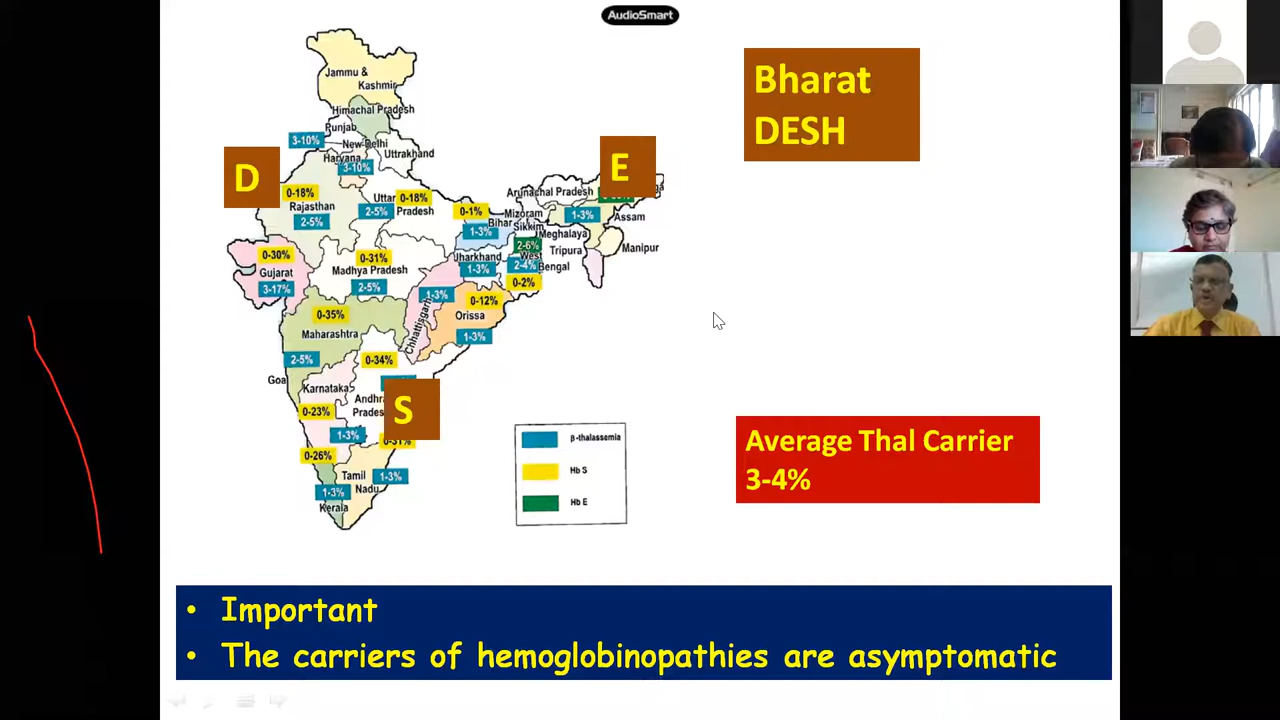 AudioSmart
Bharat
DESH
Jammu &
Kashmir
Himachal Pradesh
Punjab
3-10%
New Delhi
Haryana
3-10%
Uttrakhand
D
E
0-18%
Rajasthan
2-5%
Uttar
0-18%
2-5%
Pradesh
0-1%
Bihar
1-3%
Arunachal Pradesh
Mizoram
Sikkim
1-3%
Assam
Meghalaya
Tripura
Manipur
0-30%
Gujarat
3-17%
0-31%
Madhya Pradesh
2-5%
Jharkhand
1-3%
2-6%
West
2-4%
Bengal
0-2%
1-3%
Chhattisgarh
0-12%
Orissa
1-3%
0-35%
Maharashtra
2-5%
0-34%
Goa
Karnataka
0-23%
1-3%
0-26%
Andhra
Pradesh
S
0-31%
Tamil
Nadu
1-3%
1-3%
Kerala
β-thalassemia
Hb S
Hb E
Average Thal Carrier
3-4%
• Important
• The carriers of hemoglobinopathies are asymptomatic